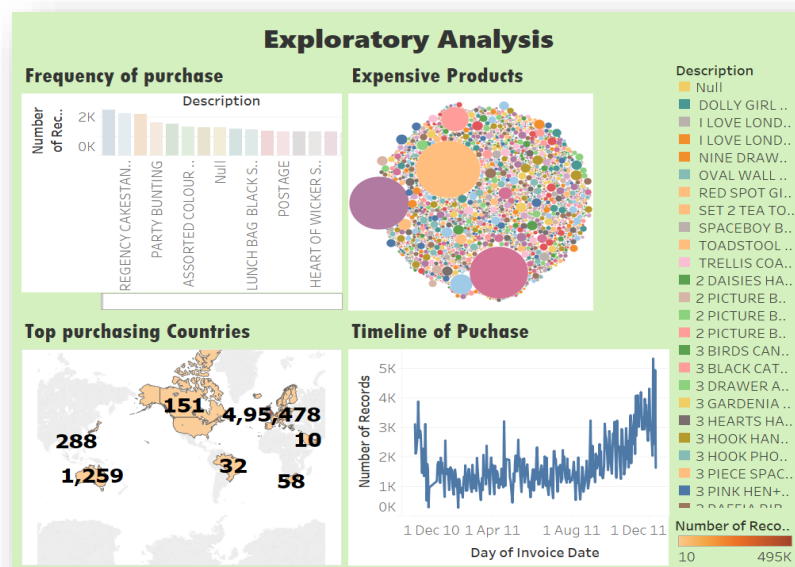 Exploratory Analysis
Frequency of purchase
Description
Number
of Rec..
2K
0K
REGENCY CAKESTAN..
PARTY BUNTING
ASSORTED COLOUR ..
Null
LUNCH BAG BLACK S..
POSTAGE
HEART OF WICKER S..
Expensive Products
Top purchasing Countries
151
4,95,478
288
10
1,259
32
58
Timeline of Puchase
Number of Records
5K
4K
3K
2K
1K
0K
1 Dec 10 1 Apr 11 1 Aug 11 1 Dec 11
Day of Invoice Date
Description
Null
DOLLY GIRL ..
I LOVE LOND..
I LOVE LOND..
NINE DRAW..
OVAL WALL ..
RED SPOT GI..
SET 2 TEA TO..
SPACEBOY B..
TOADSTOOL ..
TRELLIS COA..
2 DAISIES HA..
2 PICTURE B..
2 PICTURE B..
2 PICTURE B..
3 BIRDS CAN..
3 BLACK CAT..
3 DRAWER A..
3 GARDENIA ..
3 HEARTS HA..
3 HOOK HAN..
3 HOOK PHO..
3 PIECE SPAC..
3 PINK HEN+..
Number of Reco..
10 495K